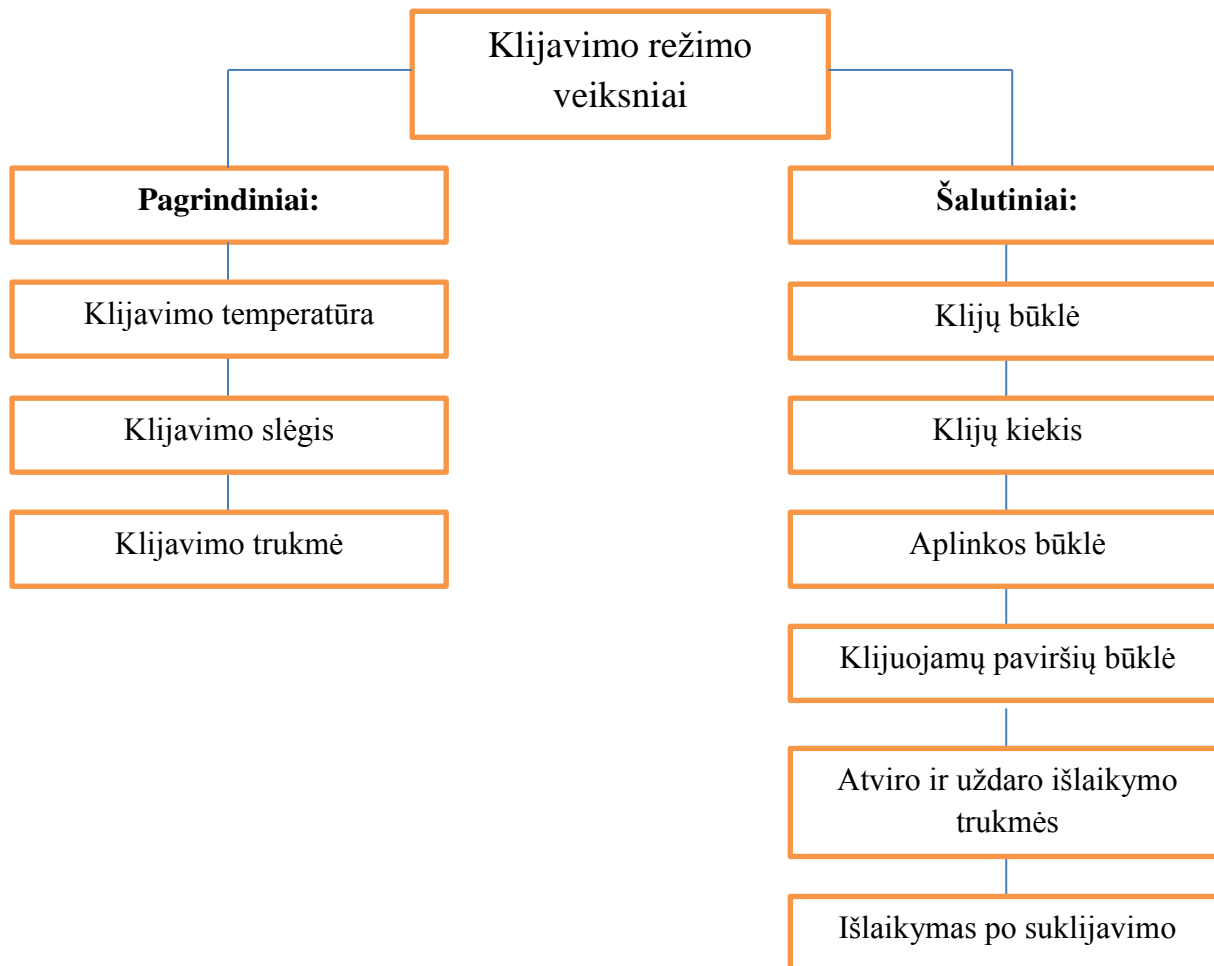 Klijavimo režimo
veiksniai
Pagrindiniai:
Klijavimo temperatūra
Klijavimo slėgis
Klijavimo trukmė
Šalutiniai:
Klijų būklė
Klijų kiekis
Aplinkos būklė
Klijuojamų paviršių būklė
Atviro ir uždaro išlaikymo
trukmės
Išlaikymas po suklijavimo